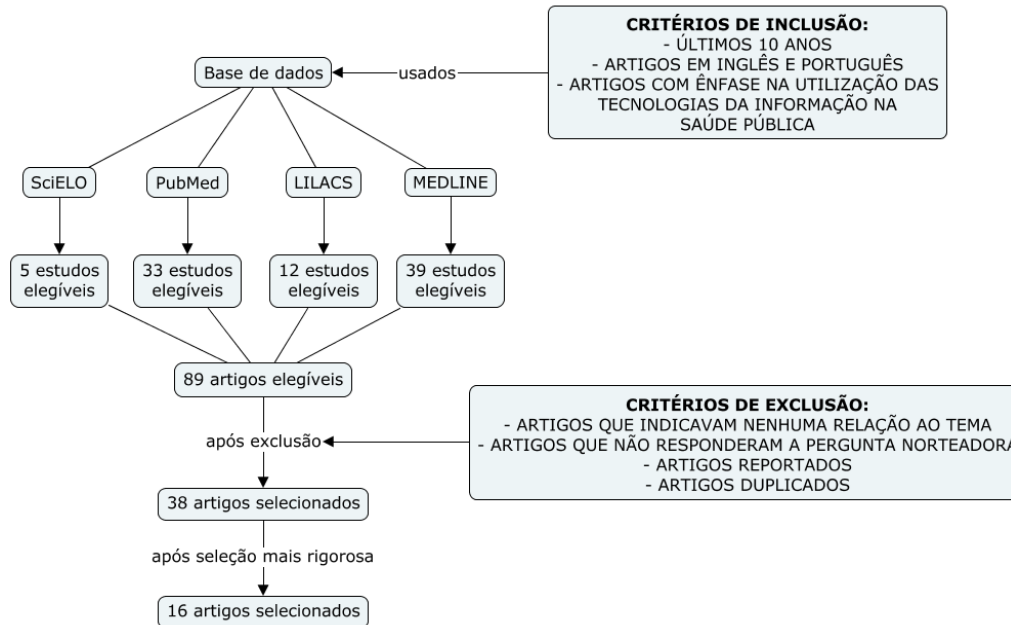 CRITÉRIOS DE INCLUSÃO:
- ÚLTIMOS 10 ANOS
- ARTIGOS EM INGLÊS E PORTUGUÊS
- ARTIGOS COM ÊNFASE NA UTILIZAÇÃO DAS
TECNOLOGIAS DA INFORMAÇÃO NA
SAÚDE PÚBLICA
Base de dados
usados
SciELO
PubMed
LILACS
MEDLINE
5 estudos
elegíveis
33 estudos
elegíveis
12 estudos
elegíveis
39 estudos
elegíveis
89 artigos elegíveis
CRITÉRIOS DE EXCLUSÃO:
- ARTIGOS QUE INDICAVAM NENHUMA RELAÇÃO AO TEMA
- ARTIGOS QUE NÃO RESPONDERAM A PERGUNTA NORTEADORA
- ARTIGOS REPORTADOS
- ARTIGOS DUPLICADOS
após exclusão
38 artigos selecionados
após seleção mais rigorosa
16 artigos selecionados